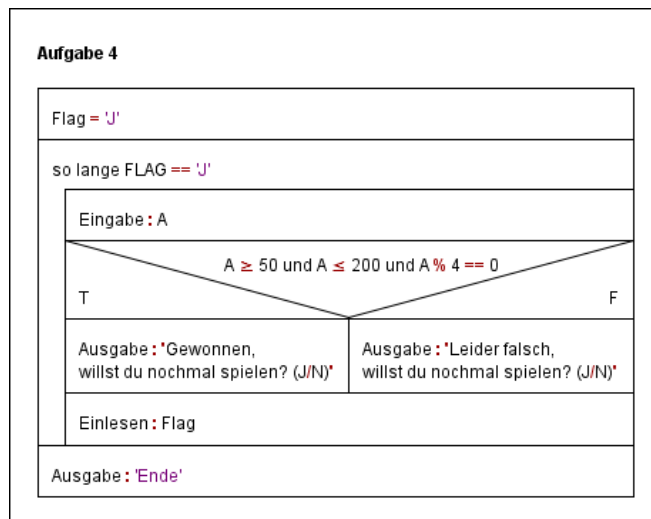 Aufgabe 4
Flag = 'J'
so lange FLAG == 'J'
Eingabe : A
A ≥ 50 und A ≤ 200 und A % 4 == 0
T
F
Ausgabe : 'Gewonnen,
willst du nochmal spielen? (J/N)'
Ausgabe : 'Leider falsch,
willst du nochmal spielen? (J/N)'
Einlesen : Flag
Ausgabe : 'Ende'